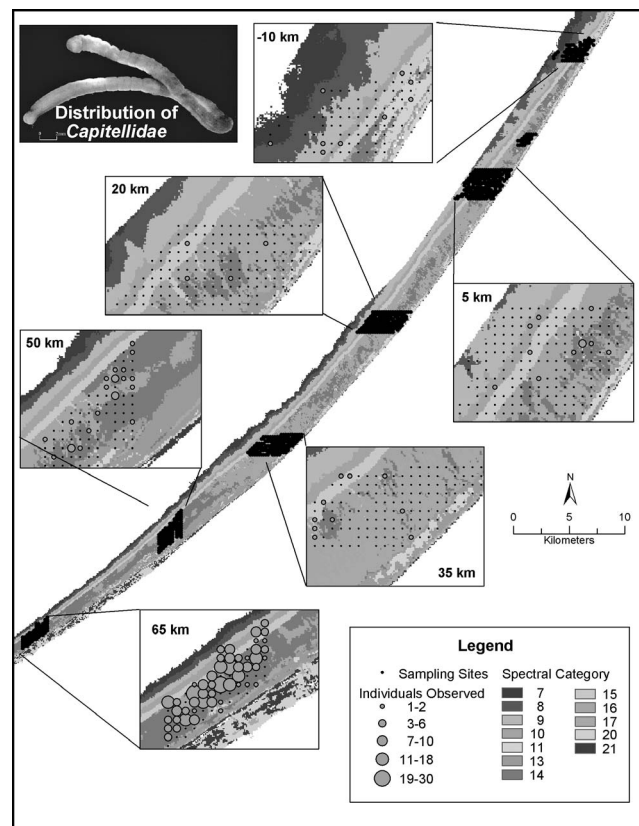 -10 km
Distribution of
Capitellidae
20 km
5 km
50 km
35 km
N
0 5 10
Kilometers
65 km
Legend
Sampling Sites
Individuals Observed
1-2
3-6
7-10
11-18
19-30
Spectral Category
7
8
9
10
11
13
14
15
16
17
20
21